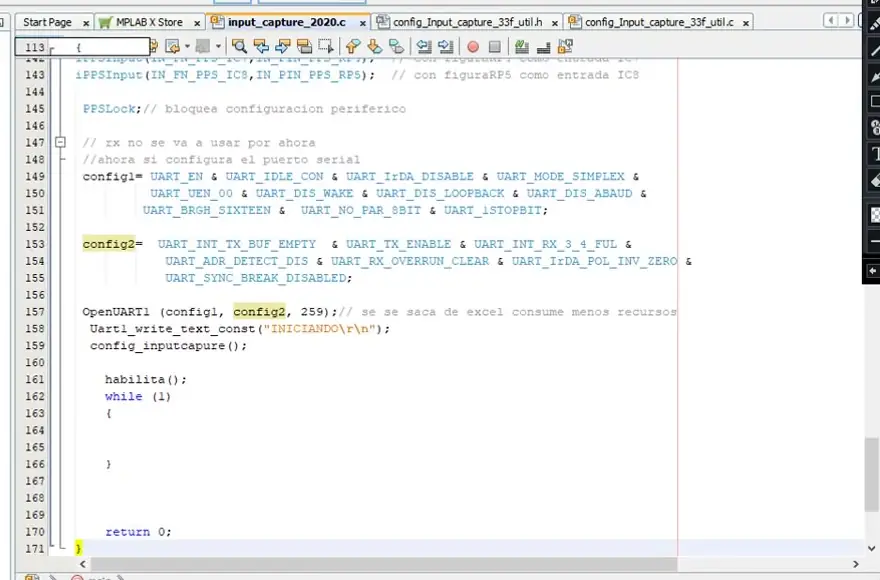 Start Page
MPLAB X Store
input_capture_2020.c
config_Input_capture_33f_util.h
config_Input_capture_33f_util.c
113 {
143 iPPSInput(IN_FN_PPS_IC8,IN_PIN_PPS_RP5); // con figuraRP5 como entrada IC8
144
145 PPSLock;// bloquea configuracion periferico
146
147 // rx no se va a usar por ahora
148 //ahora si configura el puerto serial
149 config1= UART_EN & UART_IDLE_CON & UART_IrDA_DISABLE & UART_MODE_SIMPLEX &
150 UART_UEN_00 & UART_DIS_WAKE & UART_DIS_LOOPBACK & UART_DIS_ABAUD &
151 UART_BRGH_SIXTEEN & UART_NO_PAR_8BIT & UART_1STOPBIT;
152
153 config2= UART_INT_TX_BUF_EMPTY & UART_TX_ENABLE & UART_INT_RX_3_4_FUL &
154 UART_ADR_DETECT_DIS & UART_RX_OVERRUN_CLEAR & UART_IrDA_POL_INV_ZERO &
155 UART_SYNC_BREAK_DISABLED;
156
157 OpenUART1 (config1, config2, 259);// se se saca de excel consume menos recursos
158 Uart1_write_text_const("INICIANDO\r\n");
159 config_inputcapure();
160
161 habilita();
162 while (1)
163 {
164
165
166 }
167
168
169
170 return 0;
171 }